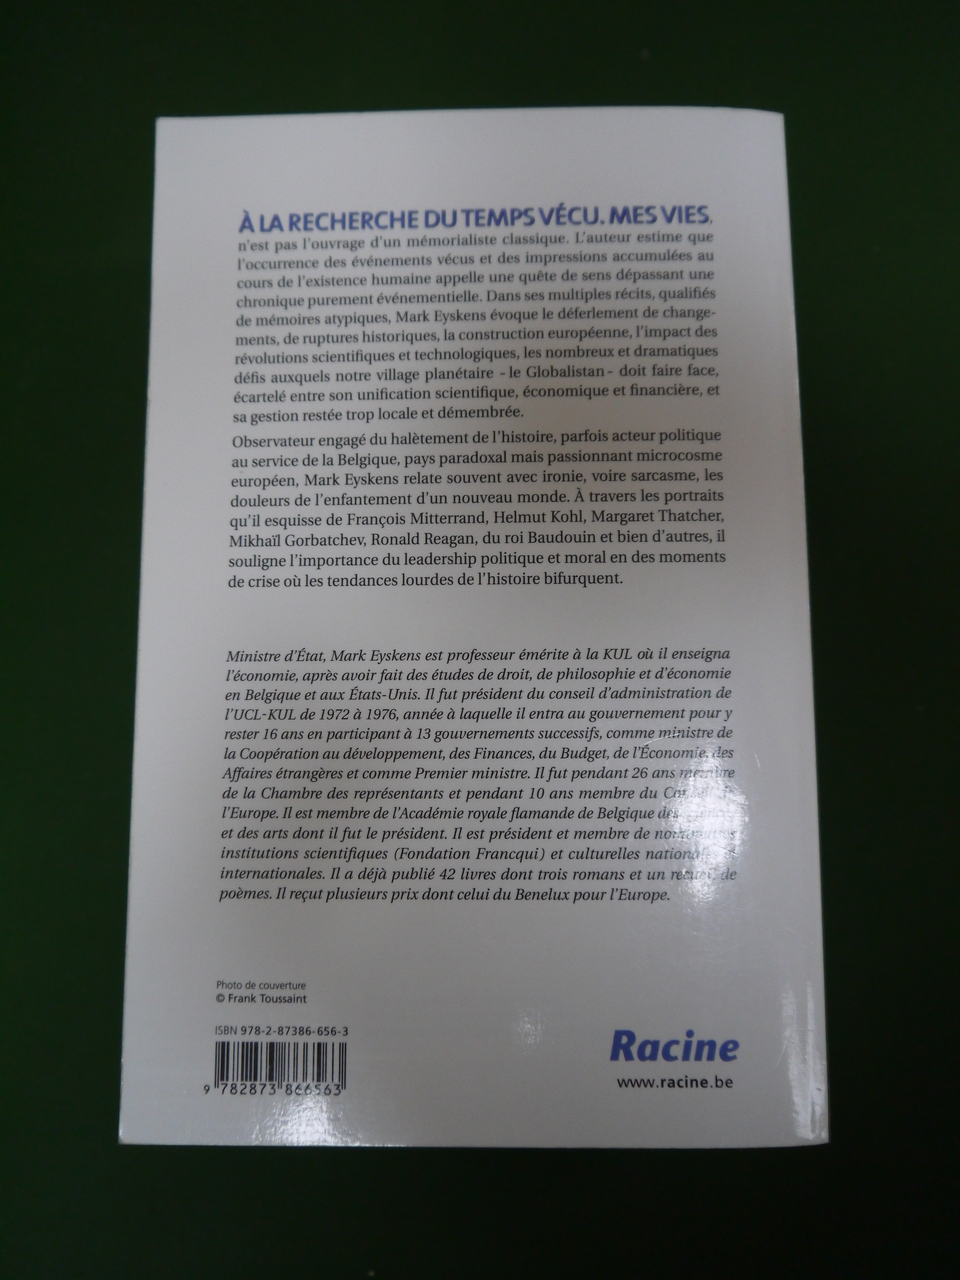 À LA RECHERCHE DU TEMPS VÉCU. MES VIES,
n'est pas l'ouvrage d'un mémorialiste classique. L'auteur estime que
l'occurrence des événements vécus et des impressions accumulées au
cours de l'existence humaine appelle une quête de sens dépassant une
chronique purement événementielle. Dans ses multiples récits, qualifiés
de mémoires atypiques, Mark Eyskens évoque le déferlement de change-
ments, de ruptures historiques, la construction européenne, l'impact des
révolutions scientifiques et technologiques, les nombreux et dramatiques
défis auxquels notre village planétaire - le Globalistan - doit faire face,
écartelé entre son unification scientifique, économique et financière, et
sa gestion restée trop locale et démembrée.
Observateur engagé du halètement de l'histoire, parfois acteur politique
au service de la Belgique, pays paradoxal mais passionnant microcosme
européen, Mark Eyskens relate souvent avec ironie, voire sarcasme, les
douleurs de l'enfantement d'un nouveau monde. À travers les portraits
qu'il esquisse de François Mitterrand, Helmut Kohl, Margaret Thatcher,
Mikhaïl Gorbatchev, Ronald Reagan, du roi Baudouin et bien d'autres, il
souligne l'importance du leadership politique et moral en des moments
de crise où les tendances lourdes de l'histoire bifurquent.
Ministre d'État, Mark Eyskens est professeur émérite à la KUL où il enseigna
l'économie, après avoir fait des études de droit, de philosophie et d'économie
en Belgique et aux États-Unis. Il fut président du conseil d'administration de
l'UCL-KUL de 1972 à 1976, année à laquelle il entra au gouvernement pour y
rester 16 ans en participant à 13 gouvernements successifs, comme ministre de
la Coopération au développement, des Finances, du Budget, de l'Économie, des
Affaires étrangères et comme Premier ministre. Il fut pendant 26 ans membre
de la Chambre des représentants et pendant 10 ans membre du
l'Europe. Il est membre de l'Académie royale flamande de Belgique des
et des arts dont il fut le président. Il est président et membre de
institutions scientifiques (Fondation Francqui) et culturelles
internationales. Il a déjà publié 42 livres dont trois romans et un recueil de
poèmes. Il reçut plusieurs prix dont celui du Benelux pour l'Europe.
Photo de couverture
© Frank Toussaint
ISBN 978-2-87386-656-3
9 782873 866563
Racine
www.racine.be